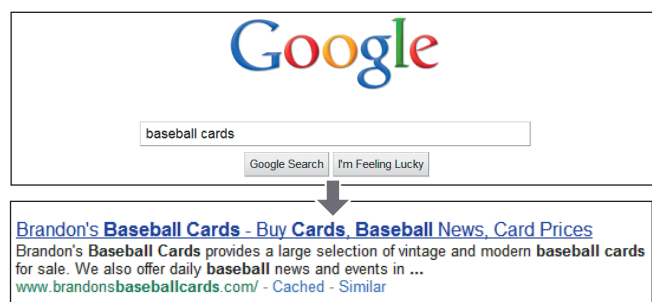 Google
baseball cards
Google Search I'm Feeling Lucky
Brandon's Baseball Cards - Buy Cards, Baseball News, Card Prices
Brandon's Baseball Cards provides a large selection of vintage and modern baseball cards
for sale. We also offer daily baseball news and events in ...
www.brandonsbaseballcards.com/ - Cached - Similar